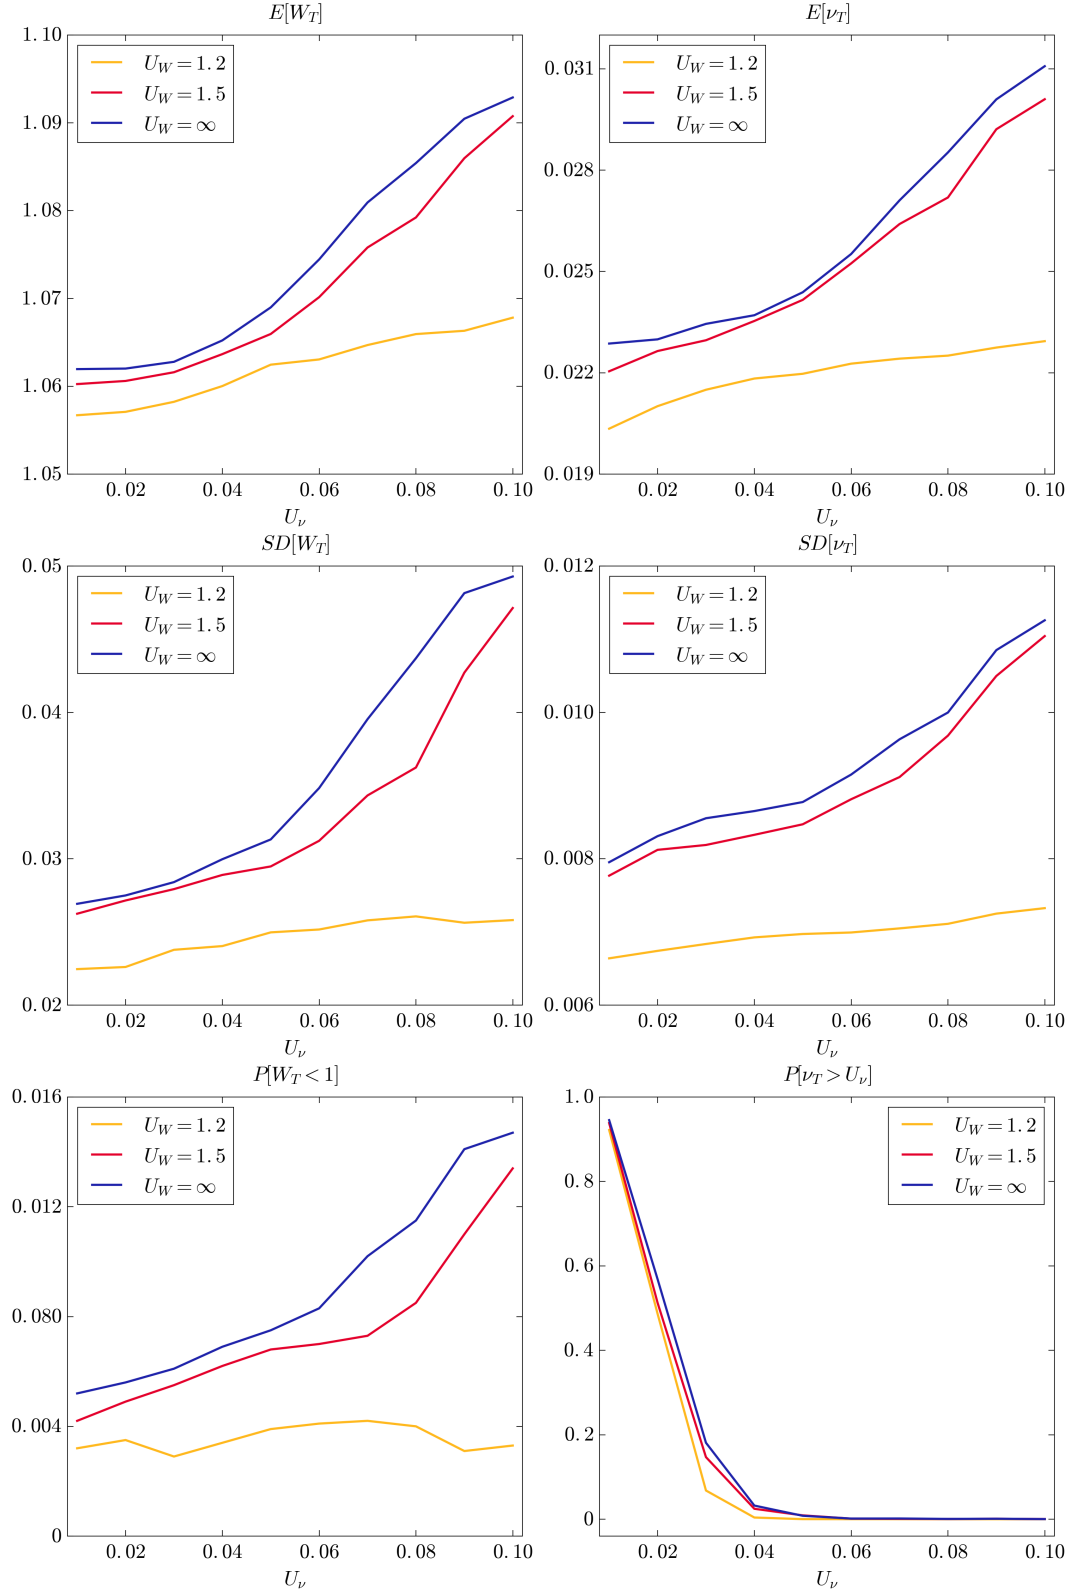 E[W_T]
1.10
1.09
1.08
1.07
1.06
1.05
U_W = 1.2
U_W = 1.5
U_W = ∞
0.02 0.04 0.06 0.08 0.10
U_ν
E[ν_T]
0.031
0.028
0.025
0.022
0.019
U_W = 1.2
U_W = 1.5
U_W = ∞
0.02 0.04 0.06 0.08 0.10
U_ν
SD[W_T]
0.05
0.04
0.03
0.02
U_W = 1.2
U_W = 1.5
U_W = ∞
0.02 0.04 0.06 0.08 0.10
U_ν
SD[ν_T]
0.012
0.010
0.008
0.006
U_W = 1.2
U_W = 1.5
U_W = ∞
0.02 0.04 0.06 0.08 0.10
U_ν
P[W_T < 1]
0.016
0.012
0.080
0.004
0
U_W = 1.2
U_W = 1.5
U_W = ∞
0.02 0.04 0.06 0.08 0.10
U_ν
P[ν_T > U_ν]
1.0
0.8
0.6
0.4
0.2
0
U_W = 1.2
U_W = 1.5
U_W = ∞
0.02 0.04 0.06 0.08 0.10
U_ν